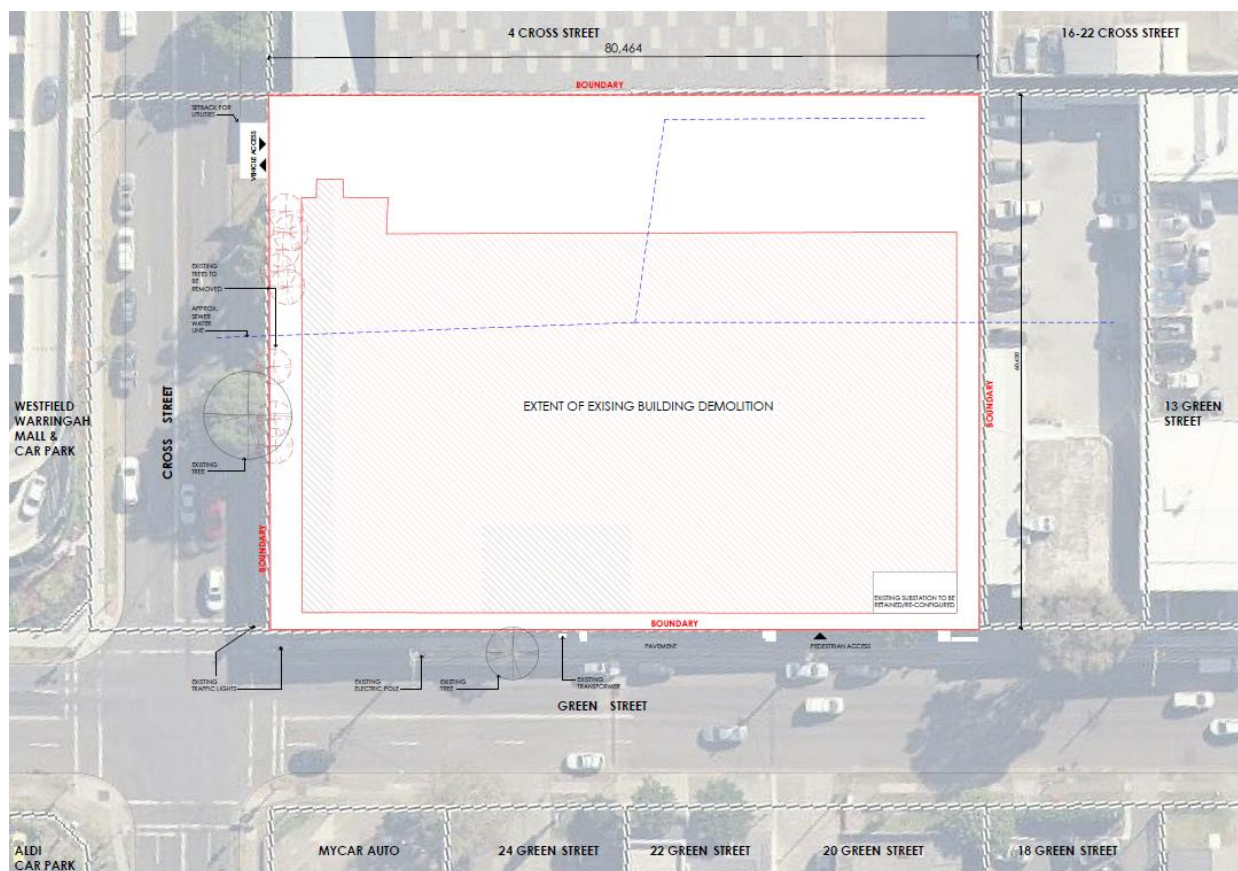 4 CROSS STREET
16-22 CROSS STREET
80,464
BOUNDARY
SETBACK FOR
UTILITIES
VEHICLE ACCESS
EXISTING
TREES TO
BE
REMOVED
APPROX.
SEWER
WATER
LINE
CROSS STREET
WESTFIELD
WARRINGAH
MALL &
CAR PARK
EXTENT OF EXISING BUILDING DEMOLITION
BOUNDARY
13 GREEN
STREET
EXISTING
TREE
BOUNDARY
EXISTING SUBSTATION TO BE
RETAINED/RE-CONFIGURED
BOUNDARY
PAVEMENT
PEDESTRIAN ACCESS
EXISTING
TRAFFIC LIGHTS
EXISTING
ELECTRIC POLE
EXISTING
TREE
EXISTING
TRANSFORMER
GREEN STREET
ALDI
CAR PARK
MYCAR AUTO
24 GREEN STREET
22 GREEN STREET
20 GREEN STREET
18 GREEN STREET